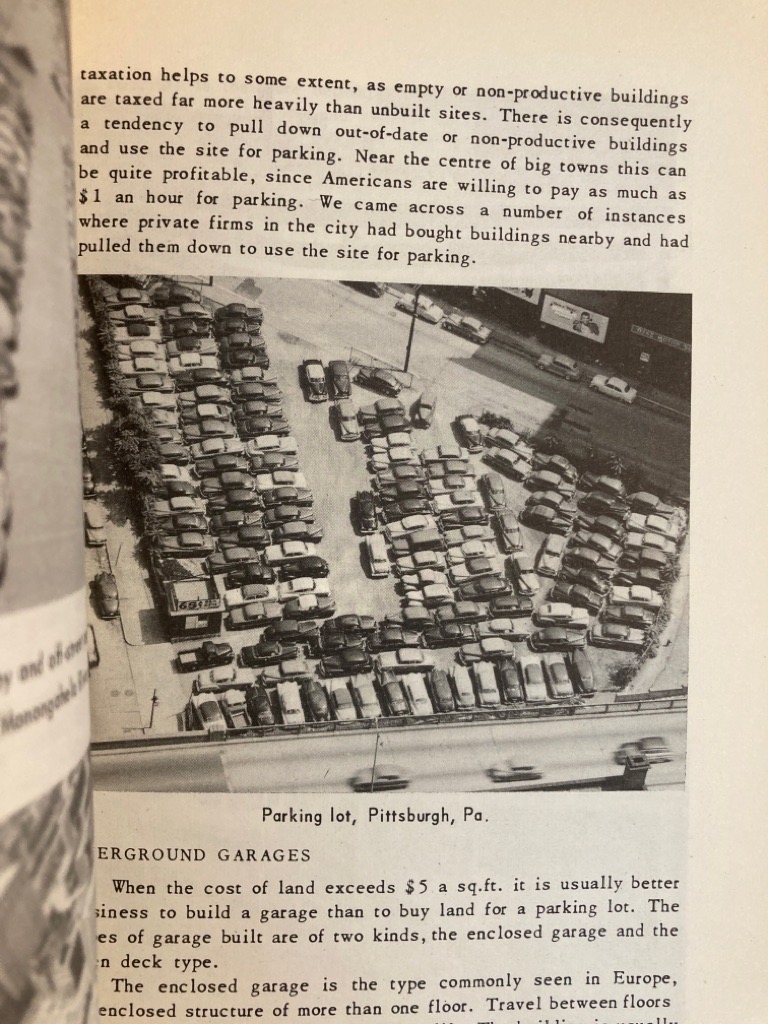 taxation helps to some extent, as empty or non-productive buildings
are taxed far more heavily than unbuilt sites. There is consequently
a tendency to pull down out-of-date or non-productive buildings
and use the site for parking. Near the centre of big towns this can
be quite profitable, since Americans are willing to pay as much as
$1 an hour for parking. We came across a number of instances
where private firms in the city had bought buildings nearby and had
pulled them down to use the site for parking.
Parking lot, Pittsburgh, Pa.
ERGROUND GARAGES
When the cost of land exceeds $5 a sq.ft. it is usually better
siness to build a garage than to buy land for a parking lot. The
es of garage built are of two kinds, the enclosed garage and the
n deck type.
The enclosed garage is the type commonly seen in Europe,
enclosed structure of more than one floor. Travel between floors